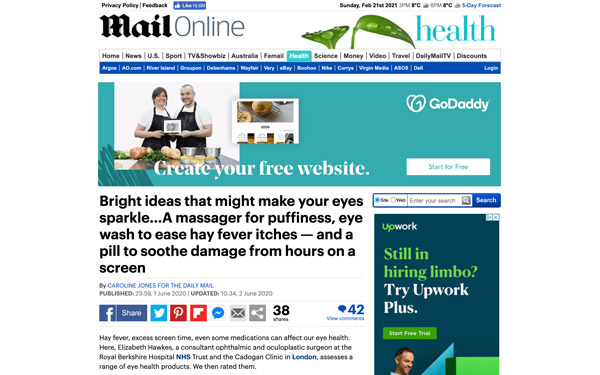 Privacy Policy | Feedback Like 18.6M Sunday, Feb 21st 2021 3PM 8°C 6PM 8°C 5-Day Forecast
Mail Online health
Home News U.S. Sport TV&Showbiz Australia Femail Health Science Money Video Travel DailyMailTV Discounts
Argos AO.com River Island Groupon Debenhams Wayfair Very eBay Boohoo Nike Currys Virgin Media ASOS Dell Login
GoDaddy
Create your free website.
Start for Free
Bright ideas that might make your eyes
sparkle...A massager for puffiness, eye
wash to ease hay fever itches — and a
pill to soothe damage from hours on a
screen
By CAROLINE JONES FOR THE DAILY MAIL
PUBLISHED: 23:59, 1 June 2020 | UPDATED: 10:34, 2 June 2020
Share
38
shares
42
View comments
Hay fever, excess screen time, even some medications can affect our eye health.
Here, Elizabeth Hawkes, a consultant ophthalmic and oculoplastic surgeon at the
Royal Berkshire Hospital NHS Trust and the Cadogan Clinic in London, assesses a
range of eye health products. We then rated them.
Site Web Enter your search Search
Upwork
Still in
hiring limbo?
Try Upwork
Plus.
Start Free Trial